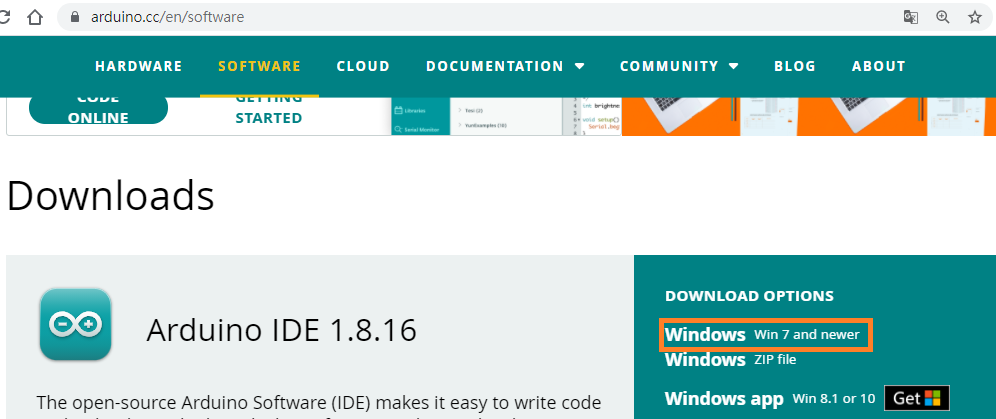 arduino.cc/en/software
HARDWARE SOFTWARE CLOUD DOCUMENTATION COMMUNITY BLOG ABOUT
CODE
ONLINE
GETTING
STARTED
Libraries
Serial Monitor
Test (2)
YunExamples (10)
int brightne
void setup()
Serial.beg
Downloads
Arduino IDE 1.8.16
The open-source Arduino Software (IDE) makes it easy to write code
DOWNLOAD OPTIONS
Windows Win 7 and newer
Windows ZIP file
Windows app Win 8.1 or 10 Get